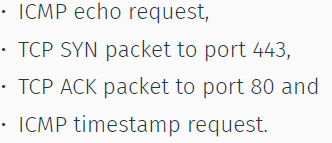 · ICMP echo request,
· TCP SYN packet to port 443,
· TCP ACK packet to port 80 and
· ICMP timestamp request.